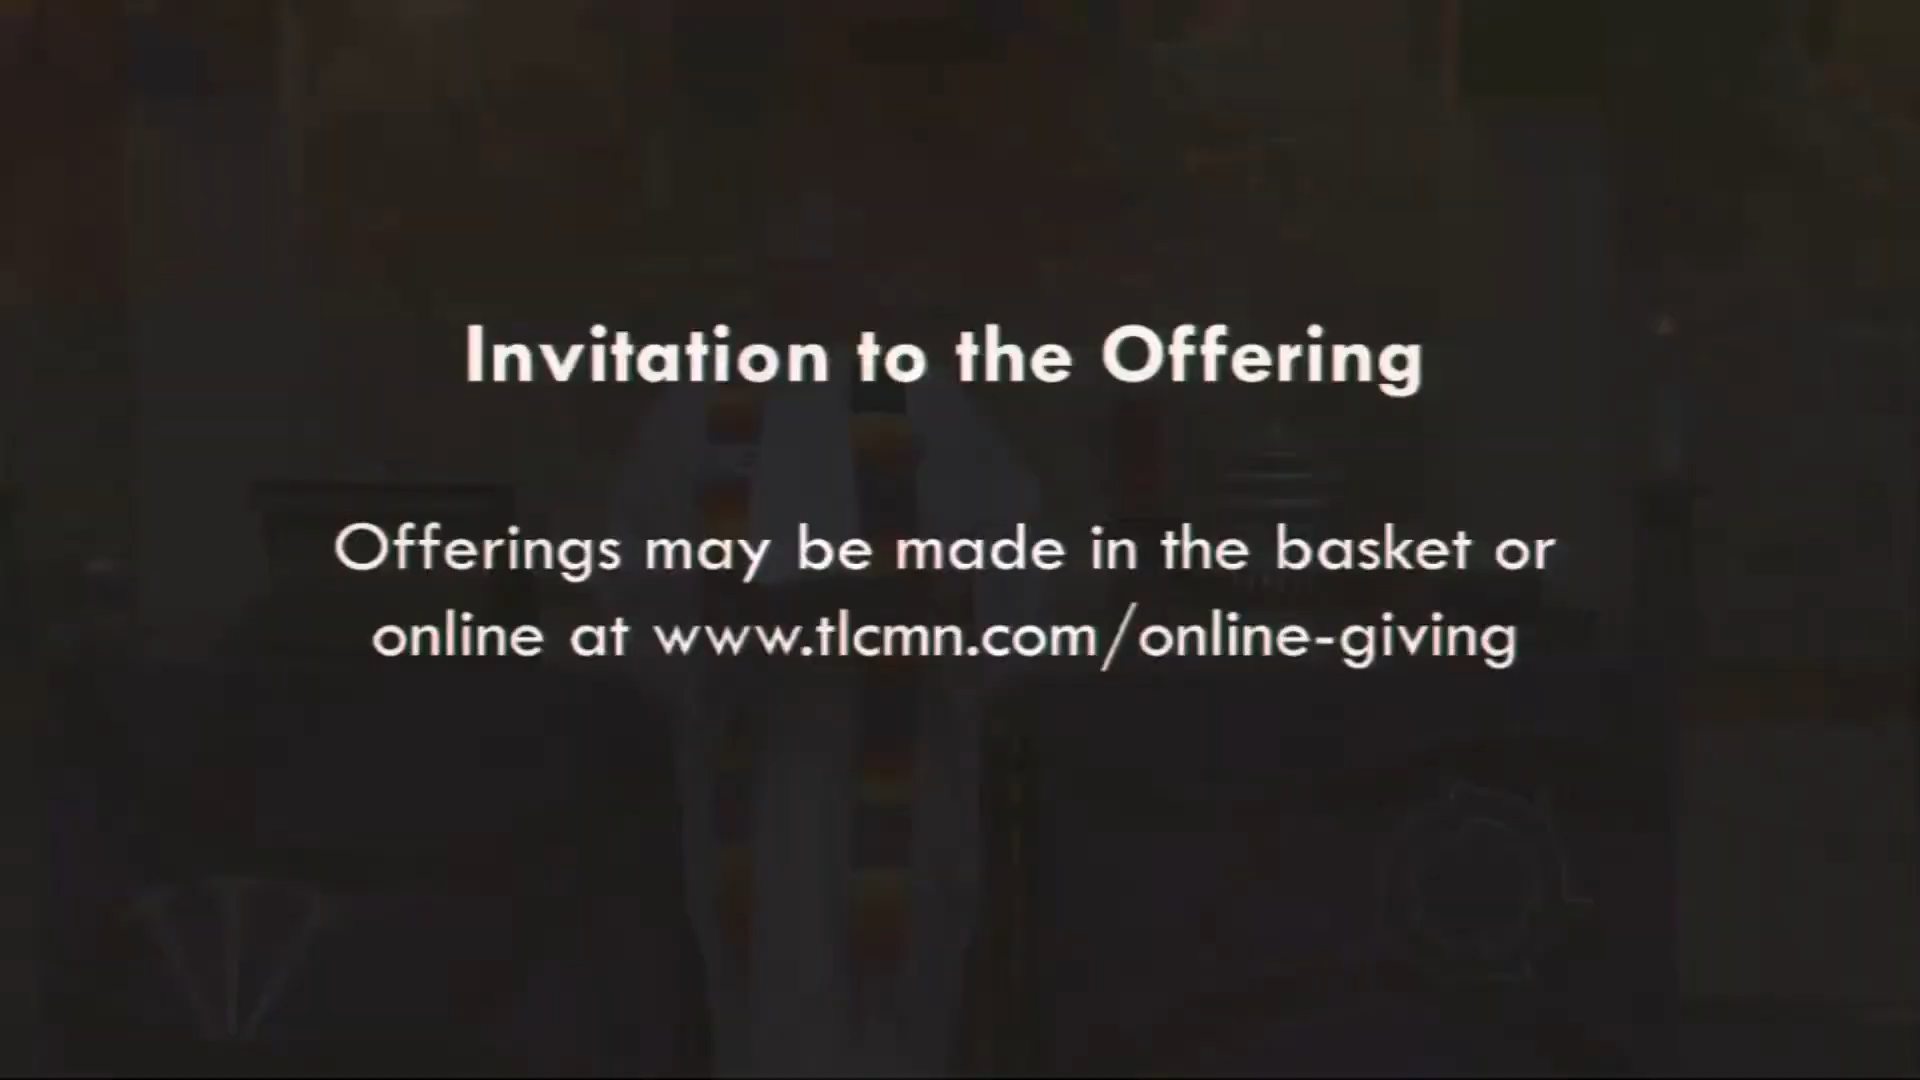 Invitation to the Offering
Offerings may be made in the basket or
online at www.tlcmn.com/online-giving